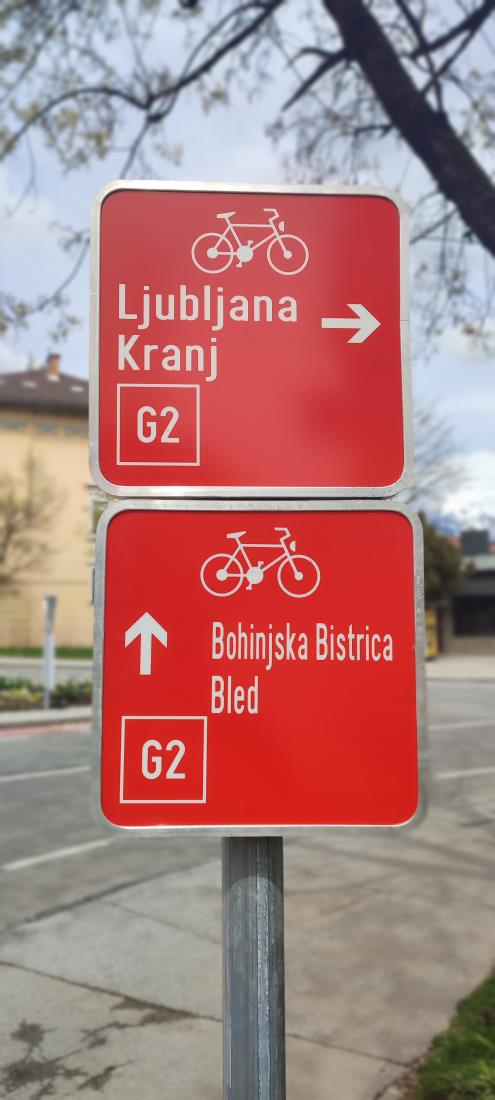 Ljubljana
Kranj
G2
Bohinjska Bistrica
Bled
G2